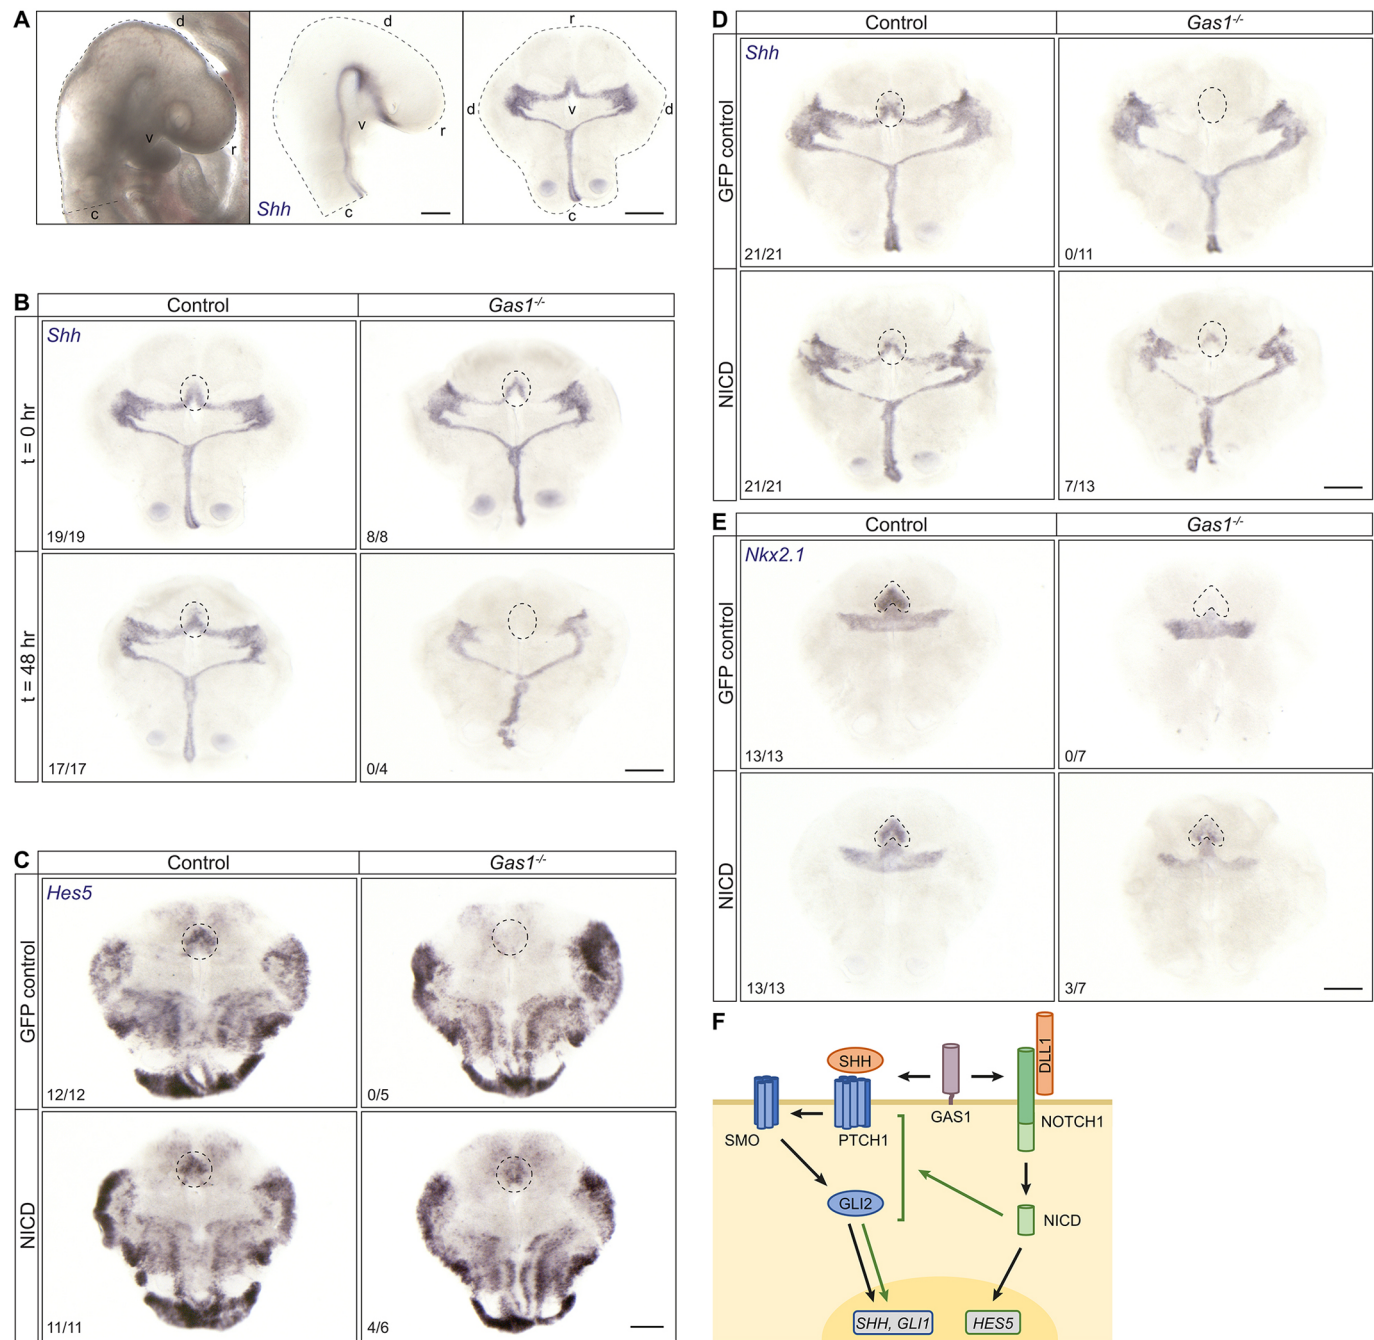 A
d
v
r
c
d
v
r
c
Shh
r
d
v
d
c
B
Control
Gas1-/-
t = 0 hr
Shh
19/19
8/8
t = 48 hr
17/17
0/4
C
Control
Gas1-/-
GFP control
Hes5
12/12
0/5
NICD
11/11
4/6
D
Control
Gas1-/-
GFP control
Shh
21/21
0/11
NICD
21/21
7/13
E
Control
Gas1-/-
GFP control
Nkx2.1
13/13
0/7
NICD
13/13
3/7
F
SHH
DLL1
SMO
PTCH1
GAS1
NOTCH1
GLI2
NICD
SHH, GLI1
HES5